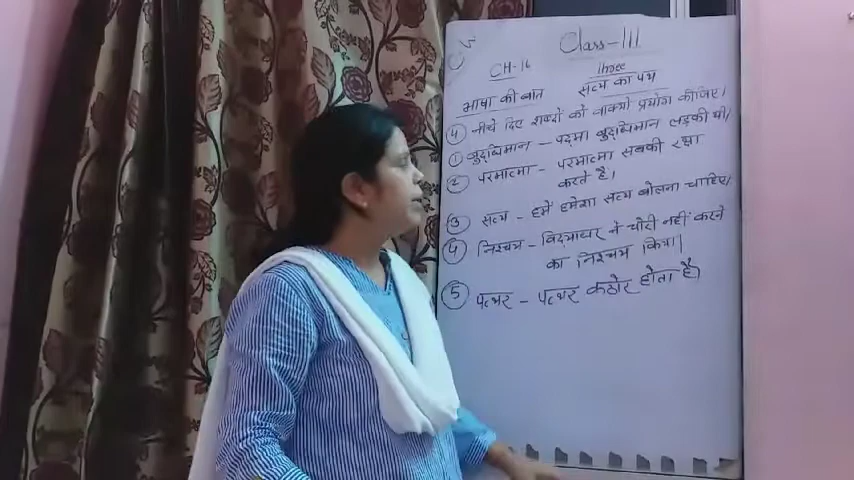 Class-III
CH-16 Three
भाषा की बात सत्य का पथ
4) नीचे दिए शब्दों को वाक्यों प्रयोग कीजिए।
① बुद्धिमान – पद्मा बुद्धिमान लड़की थी।
② परमात्मा – परमात्मा सबकी रक्षा
करते है।
③ सत्य – हमें हमेशा सत्य बोलना चाहिए।
④ निश्चय – विद्याधर ने चोरी नहीं करने
का निश्चय किया।
⑤ पत्थर – पत्थर कठोर होता है।